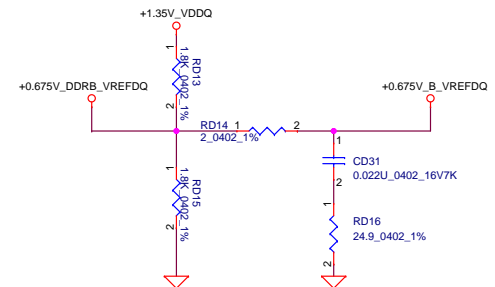 +1.35V_VDDQ
1
RD13
1.8K_0402_1%
2
+0.675V_DDRB_VREFDQ
+0.675V_B_VREFDQ
RD14
1
2
2_0402_1%
1
RD15
1.8K_0402_1%
2
1
CD31
0.022U_0402_16V7K
2
1
RD16
24.9_0402_1%
2